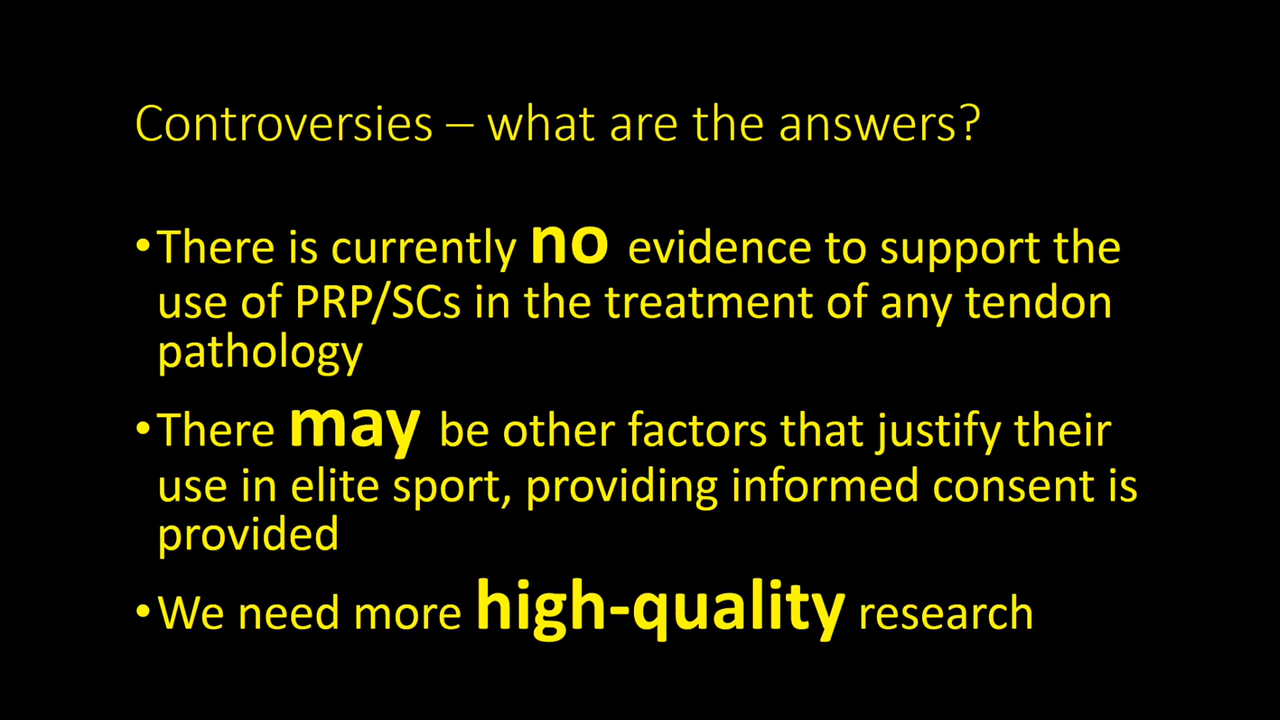 Controversies – what are the answers?
•There is currently no evidence to support the
use of PRP/SCs in the treatment of any tendon
pathology
•There may be other factors that justify their
use in elite sport, providing informed consent is
provided
•We need more high-quality research